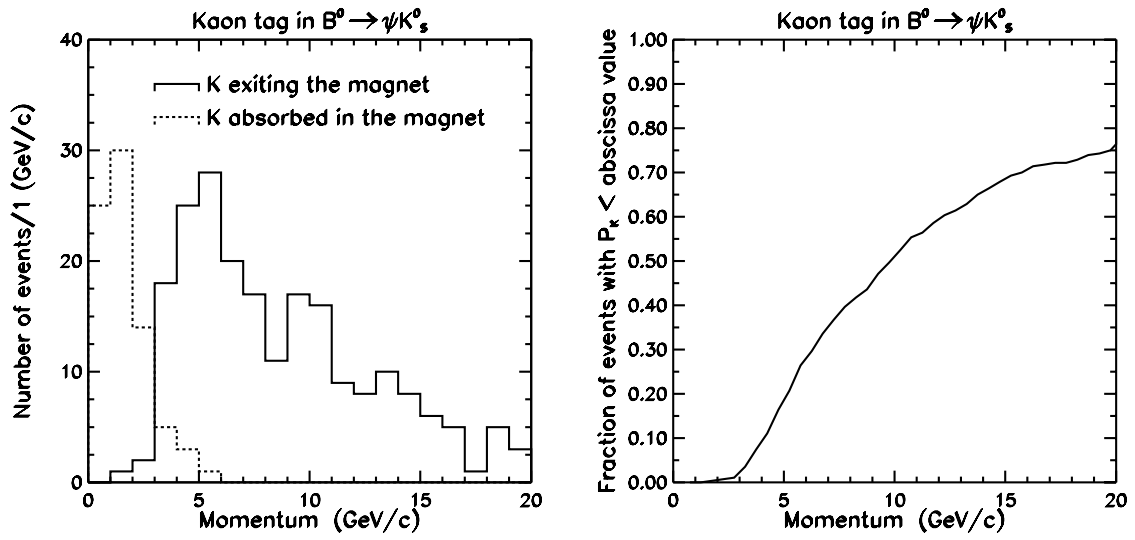 Kaon tag in B⁰ → ψK⁰ₛ
40
30
20
10
0
Number of events/1 (GeV/c)
K exiting the magnet
K absorbed in the magnet
0 5 10 15 20
Momentum (GeV/c)
Kaon tag in B⁰ → ψK⁰ₛ
1.00
0.90
0.80
0.70
0.60
0.50
0.40
0.30
0.20
0.10
0.00
Fraction of events with P_K < abscissa value
0 5 10 15 20
Momentum (GeV/c)